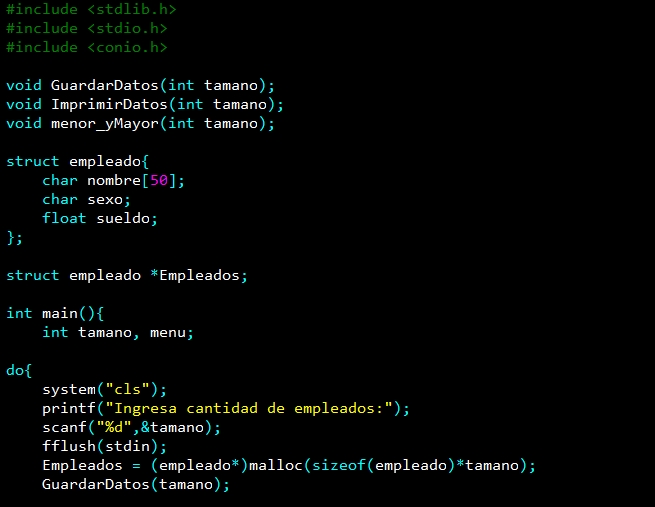 #include <stdlib.h>
#include <stdio.h>
#include <conio.h>
void GuardarDatos(int tamano);
void ImprimirDatos(int tamano);
void menor_yMayor(int tamano);
struct empleado{
char nombre[50];
char sexo;
float sueldo;
};
struct empleado *Empleados;
int main(){
int tamano, menu;
do{
system("cls");
printf("Ingresa cantidad de empleados:");
scanf("%d",&tamano);
fflush(stdin);
Empleados = (empleado*)malloc(sizeof(empleado)*tamano);
GuardarDatos(tamano);